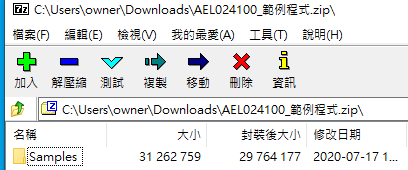 7z C:\Users\owner\Downloads\AEL024100_範例程式.zip\
檔案(F) 編輯(E) 檢視(V) 我的最愛(A) 工具(T) 說明(H)
加入 解壓縮 測試 複製 移動 刪除 資訊
C:\Users\owner\Downloads\AEL024100_範例程式.zip\
名稱 大小 封裝後大小 修改日期
Samples 31 262 759 29 764 177 2020-07-17 1...